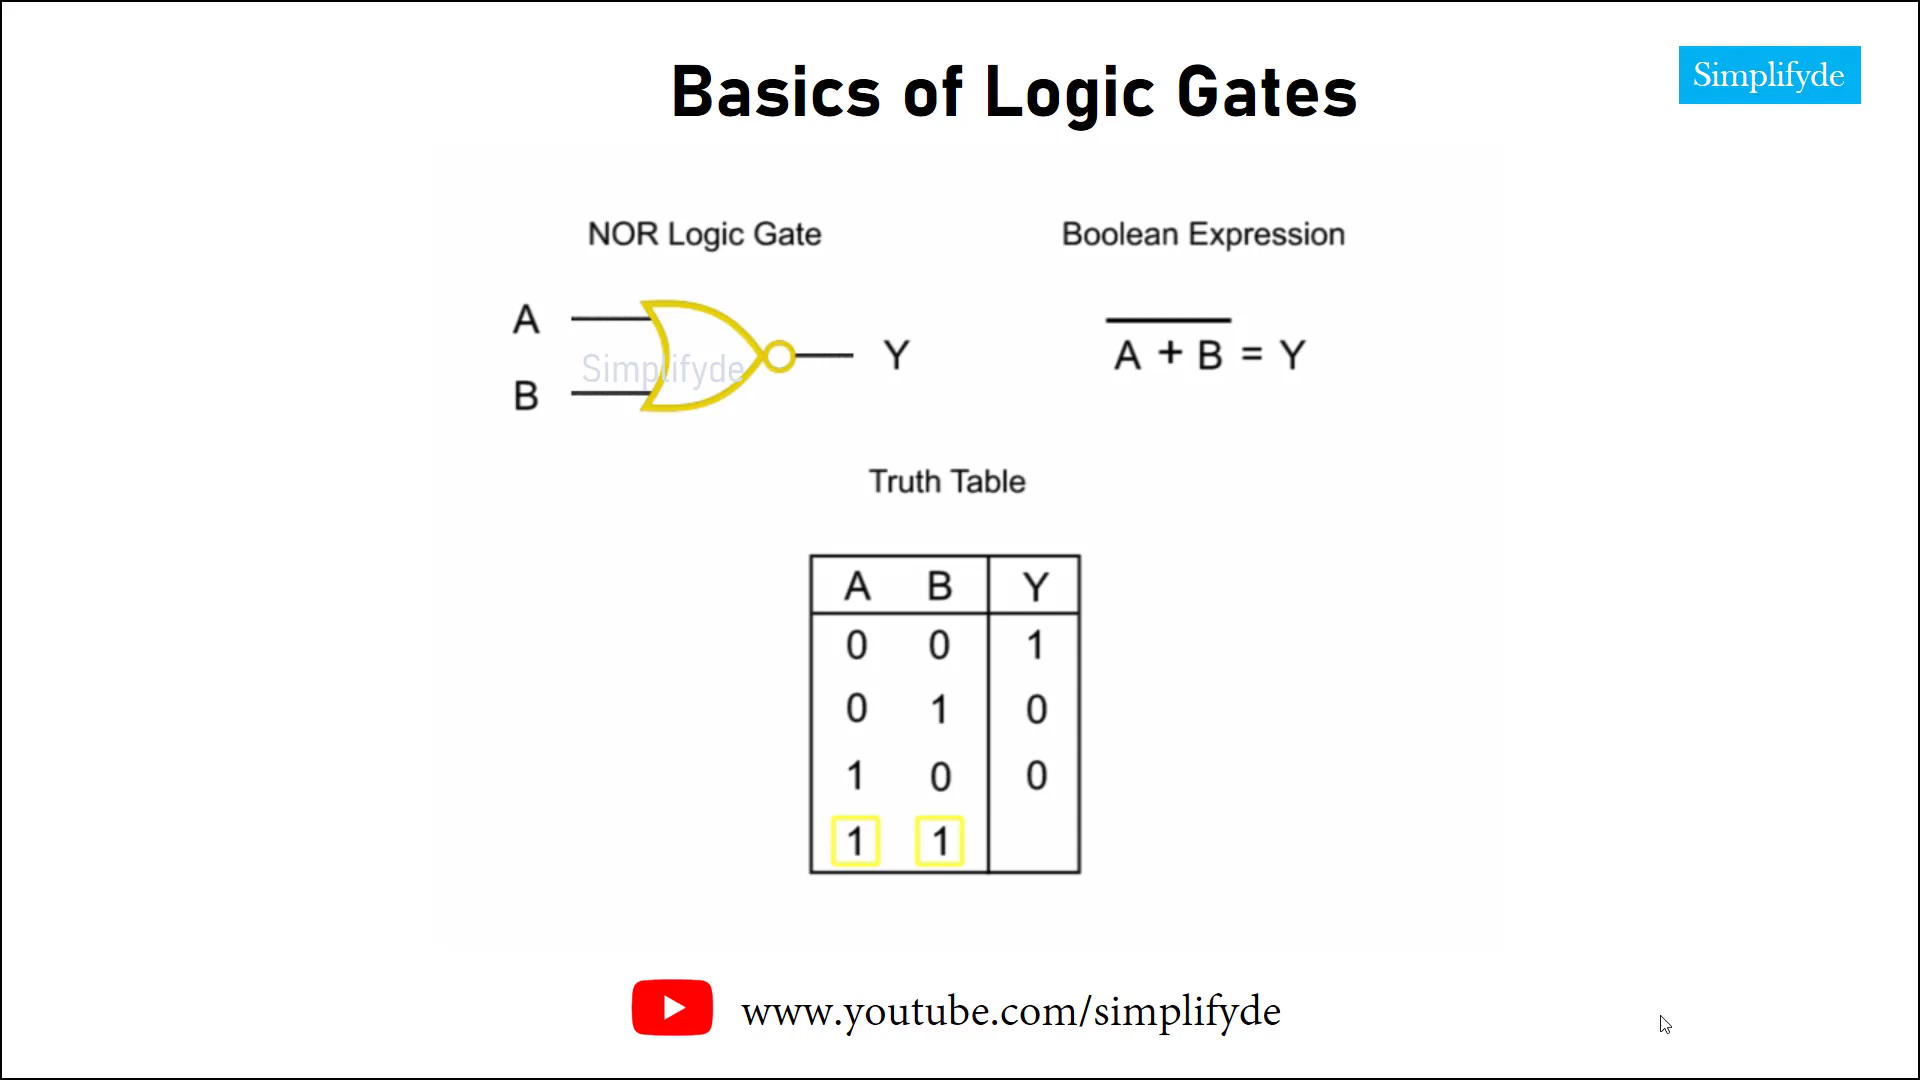 Basics of Logic Gates
Simplifyde
NOR Logic Gate
Boolean Expression
A
B
Simplifyde
Y
A + B = Y
Truth Table
A B Y
0 0 1
0 1 0
1 0 0
1 1
www.youtube.com/simplifyde